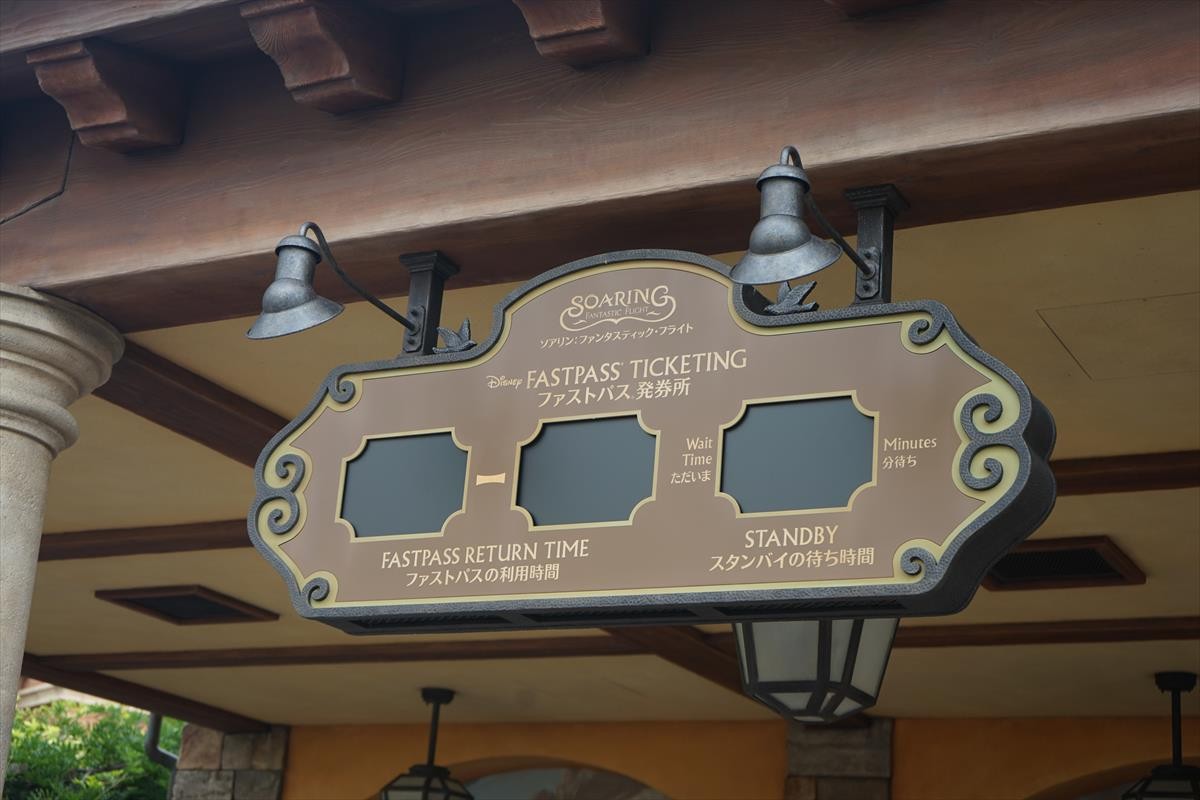 SOARING
FANTASTIC FLIGHT
ソアリン:ファンタスティック・フライト
Disney FASTPASS® TICKETING
ファストパス®発券所
Wait
Time
ただいま
Minutes
分待ち
FASTPASS RETURN TIME
ファストパスの利用時間
STANDBY
スタンバイの待ち時間